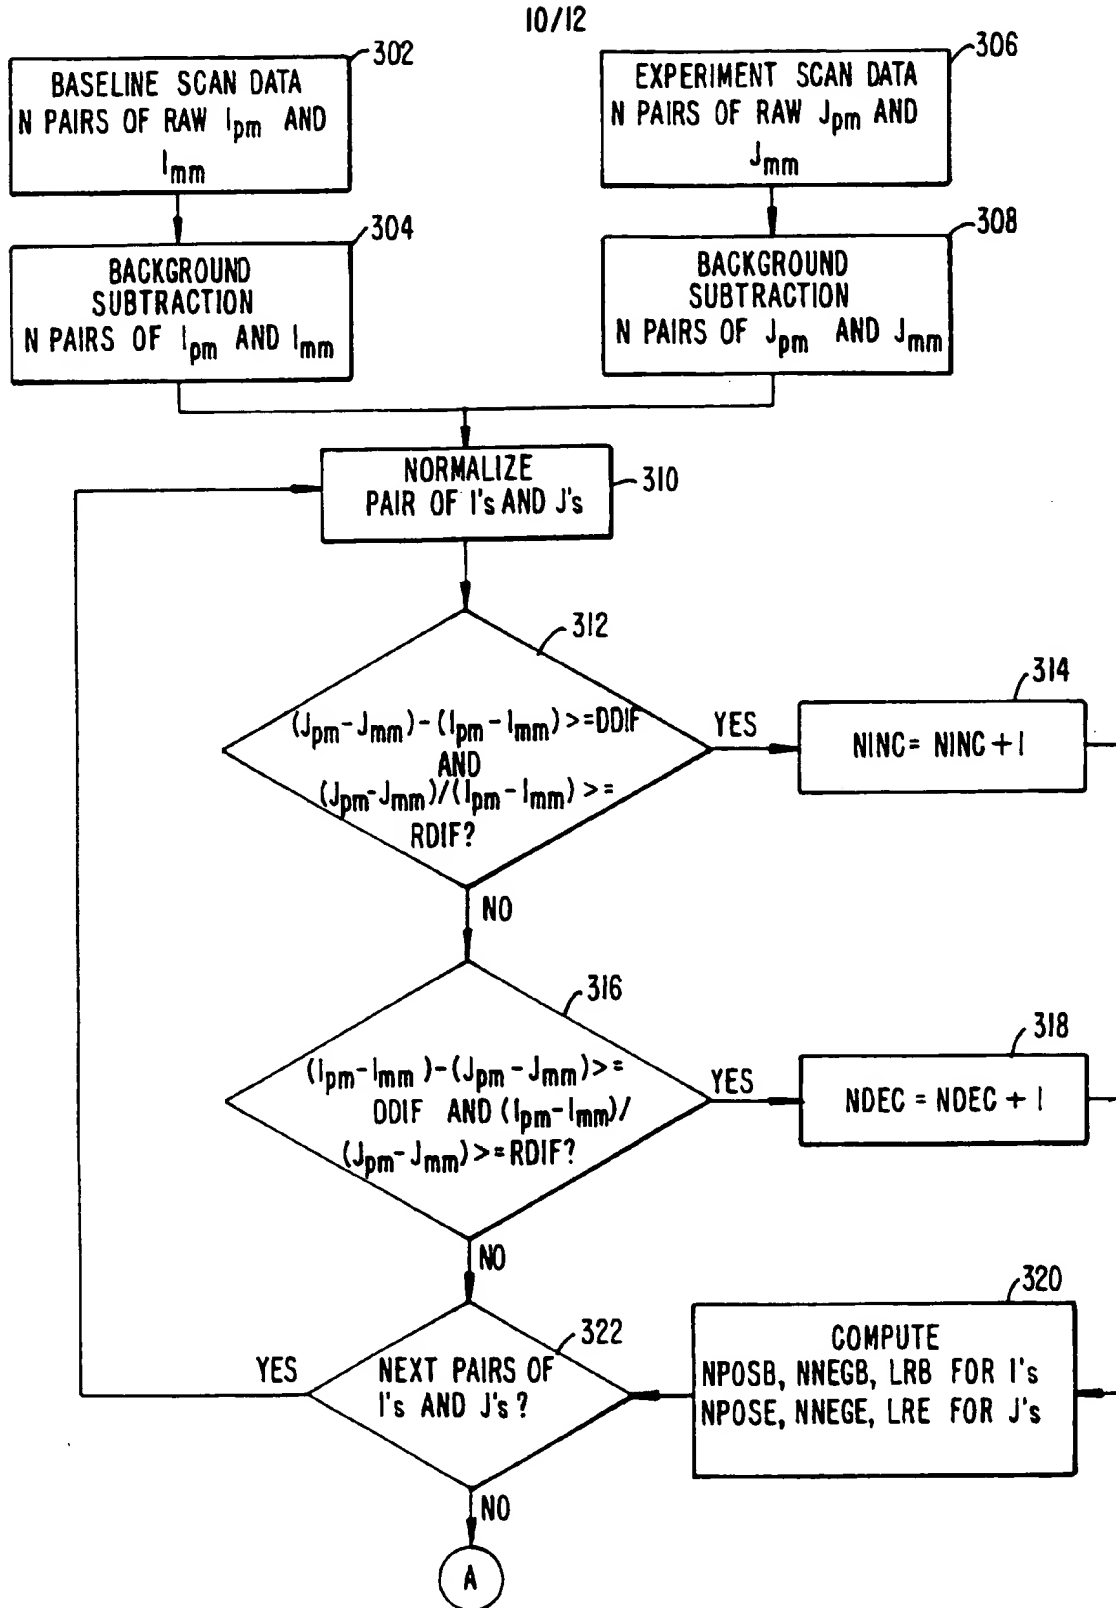 10/12
302
BASELINE SCAN DATA
N PAIRS OF RAW Ipm AND
Imm
306
EXPERIMENT SCAN DATA
N PAIRS OF RAW Jpm AND
Jmm
304
BACKGROUND
SUBTRACTION
N PAIRS OF Ipm AND Imm
308
BACKGROUND
SUBTRACTION
N PAIRS OF Jpm AND Jmm
NORMALIZE
PAIR OF I's AND J's
310
312
(Jpm-Jmm)-(Ipm-Imm)>=DDIF
AND
(Jpm-Jmm)/(Ipm-Imm)>=
RDIF?
YES
314
NINC= NINC+1
NO
316
(Ipm-Imm)-(Jpm-Jmm)>=
DDIF AND (Ipm-Imm)/
(Jpm-Jmm)>=RDIF?
YES
318
NDEC = NDEC + 1
NO
320
COMPUTE
NPOSB, NNEGB, LRB FOR I's
NPOSE, NNEGE, LRE FOR J's
322
NEXT PAIRS OF
I's AND J's?
YES
NO
A